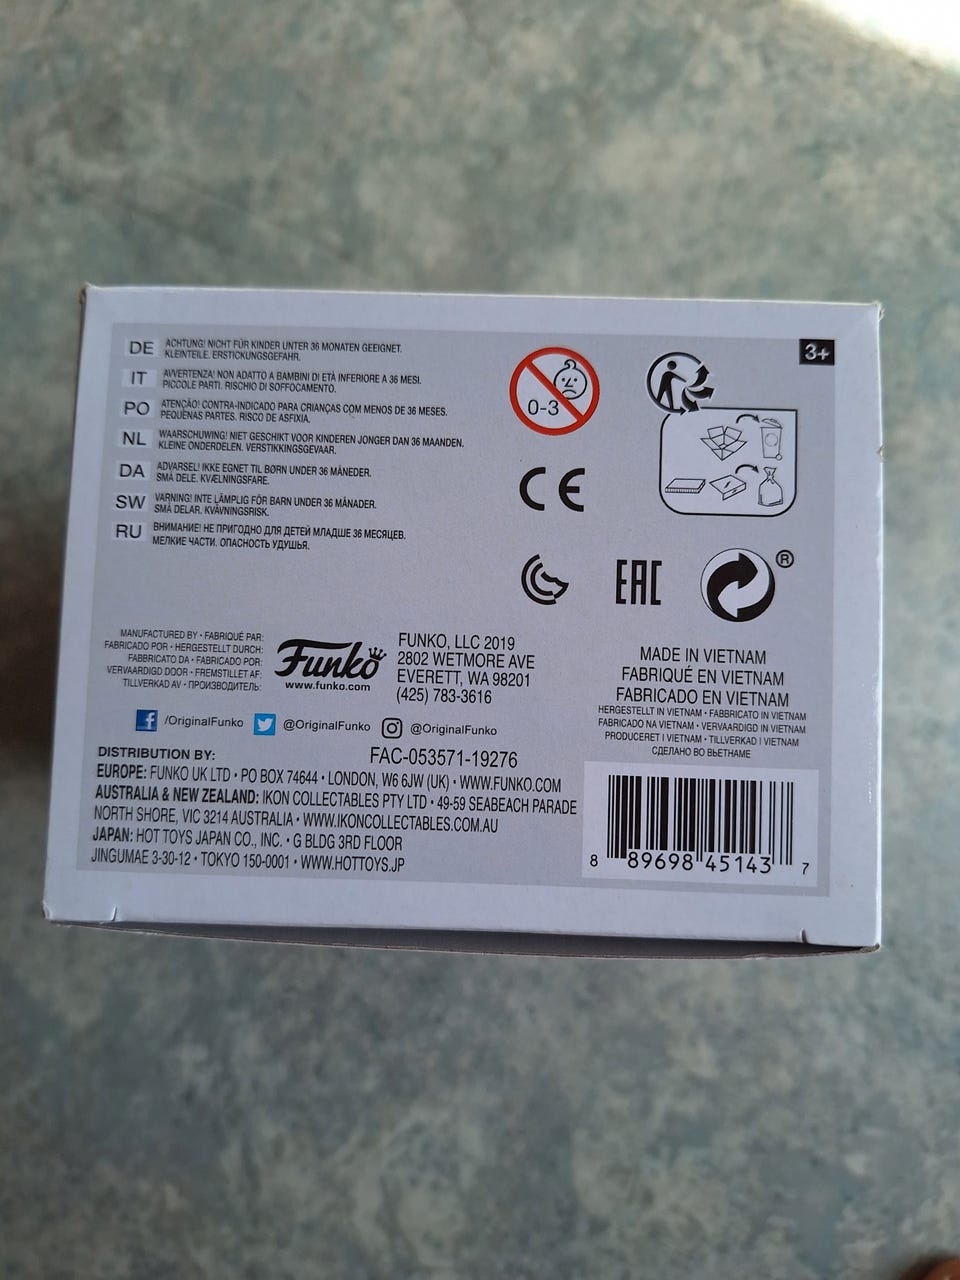 DE ACHTUNG! NICHT FÜR KINDER UNTER 36 MONATEN GEEIGNET.
KLEINTEILE. ERSTICKUNGSGEFAHR.
IT AVVERTENZA! NON ADATTO A BAMBINI DI ETÀ INFERIORE A 36 MESI.
PICCOLE PARTI. RISCHIO DI SOFFOCAMENTO.
PO ATENÇÃO! CONTRA-INDICADO PARA CRIANÇAS COM MENOS DE 36 MESES.
PEQUENAS PARTES. RISCO DE ASFIXIA.
NL WAARSCHUWING! NIET GESCHIKT VOOR KINDEREN JONGER DAN 36 MAANDEN.
KLEINE ONDERDELEN. VERSTIKKINGSGEVAAR.
DA ADVARSEL! IKKE EGNET TIL BØRN UNDER 36 MÅNEDER.
SMÅ DELE. KVÆLNINGSFARE.
SW VARNING! INTE LÄMPLIG FÖR BARN UNDER 36 MÅNADER.
SMÅ DELAR. KVÄVNINGSRISK.
RU ВНИМАНИЕ! НЕ ПРИГОДНО ДЛЯ ДЕТЕЙ МЛАДШЕ 36 МЕСЯЦЕВ.
МЕЛКИЕ ЧАСТИ. ОПАСНОСТЬ УДУШЬЯ.
3+
0-3
CE
EAC
®
MANUFACTURED BY • FABRIQUÉ PAR:
FABRICADO POR • HERGESTELLT DURCH:
FABBRICATO DA • FABRICADO POR:
VERVAARDIGD DOOR • FREMSTILLET AF:
TILLVERKAD AV • ПРОИЗВОДИТЕЛЬ:
Funko
www.funko.com
FUNKO, LLC 2019
2802 WETMORE AVE
EVERETT, WA 98201
(425) 783-3616
/OriginalFunko @OriginalFunko @OriginalFunko
MADE IN VIETNAM
FABRIQUÉ EN VIETNAM
FABRICADO EN VIETNAM
HERGESTELLT IN VIETNAM • FABBRICATO IN VIETNAM
FABRICADO NA VIETNAM • VERVAARDIGD IN VIETNAM
PRODUCERET I VIETNAM • TILLVERKAD I VIETNAM
СДЕЛАНО ВО ВЬЕТНАМЕ
FAC-053571-19276
DISTRIBUTION BY:
EUROPE: FUNKO UK LTD • PO BOX 74644 • LONDON, W6 6JW (UK) • WWW.FUNKO.COM
AUSTRALIA & NEW ZEALAND: IKON COLLECTABLES PTY LTD • 49-59 SEABEACH PARADE
NORTH SHORE, VIC 3214 AUSTRALIA • WWW.IKONCOLLECTABLES.COM.AU
JAPAN: HOT TOYS JAPAN CO., INC. • G BLDG 3RD FLOOR
JINGUMAE 3-30-12 • TOKYO 150-0001 • WWW.HOTTOYS.JP
8 89698 45143 7